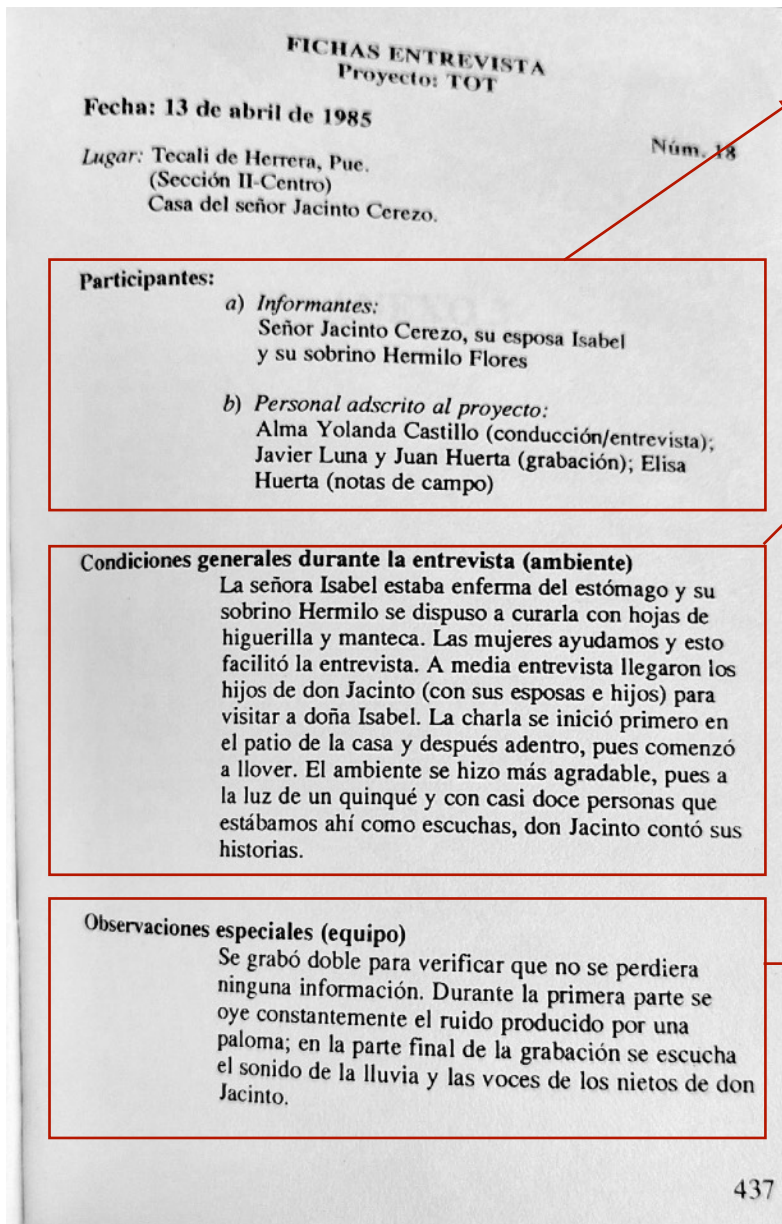 FICHAS ENTREVISTA
Proyecto: TOT
Fecha: 13 de abril de 1985
Núm. 18
Lugar: Tecali de Herrera, Pue.
(Sección II-Centro)
Casa del señor Jacinto Cerezo.
Participantes:
a) Informantes:
Señor Jacinto Cerezo, su esposa Isabel
y su sobrino Hermilo Flores
b) Personal adscrito al proyecto:
Alma Yolanda Castillo (conducción/entrevista);
Javier Luna y Juan Huerta (grabación); Elisa
Huerta (notas de campo)
Condiciones generales durante la entrevista (ambiente)
La señora Isabel estaba enferma del estómago y su
sobrino Hermilo se dispuso a curarla con hojas de
higuerilla y manteca. Las mujeres ayudamos y esto
facilitó la entrevista. A media entrevista llegaron los
hijos de don Jacinto (con sus esposas e hijos) para
visitar a doña Isabel. La charla se inició primero en
el patio de la casa y después adentro, pues comenzó
a llover. El ambiente se hizo más agradable, pues a
la luz de un quinqué y con casi doce personas que
estábamos ahí como escuchas, don Jacinto contó sus
historias.
Observaciones especiales (equipo)
Se grabó doble para verificar que no se perdiera
ninguna información. Durante la primera parte se
oye constantemente el ruido producido por una
paloma; en la parte final de la grabación se escucha
el sonido de la lluvia y las voces de los nietos de don
Jacinto.
437